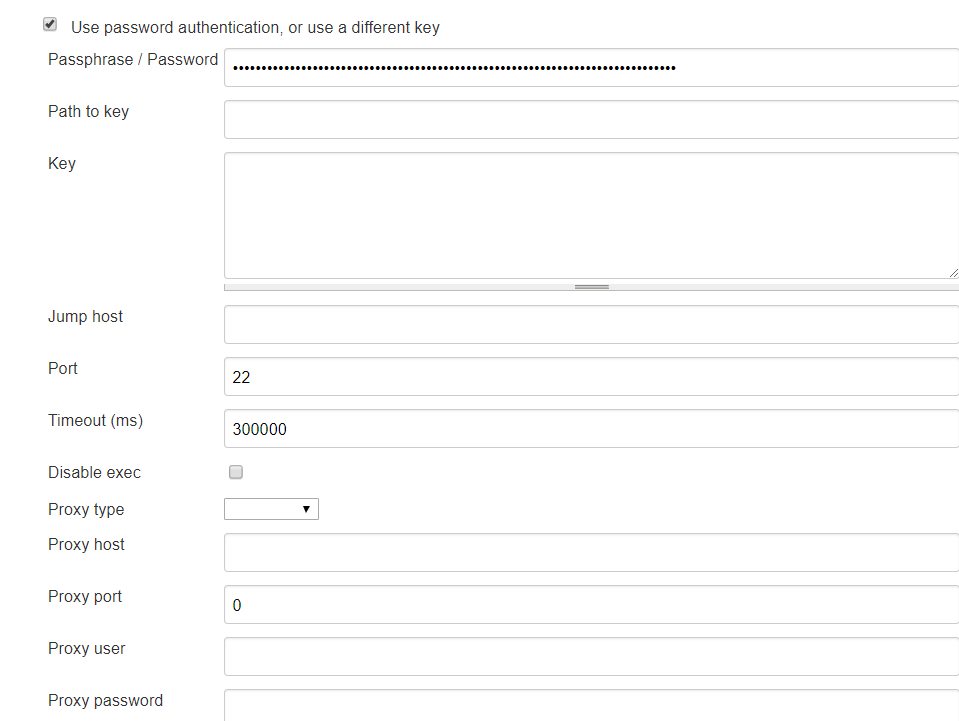 Use password authentication, or use a different key
Passphrase / Password
Path to key
Key
Jump host
Port 22
Timeout (ms) 300000
Disable exec
Proxy type
Proxy host
Proxy port 0
Proxy user
Proxy password